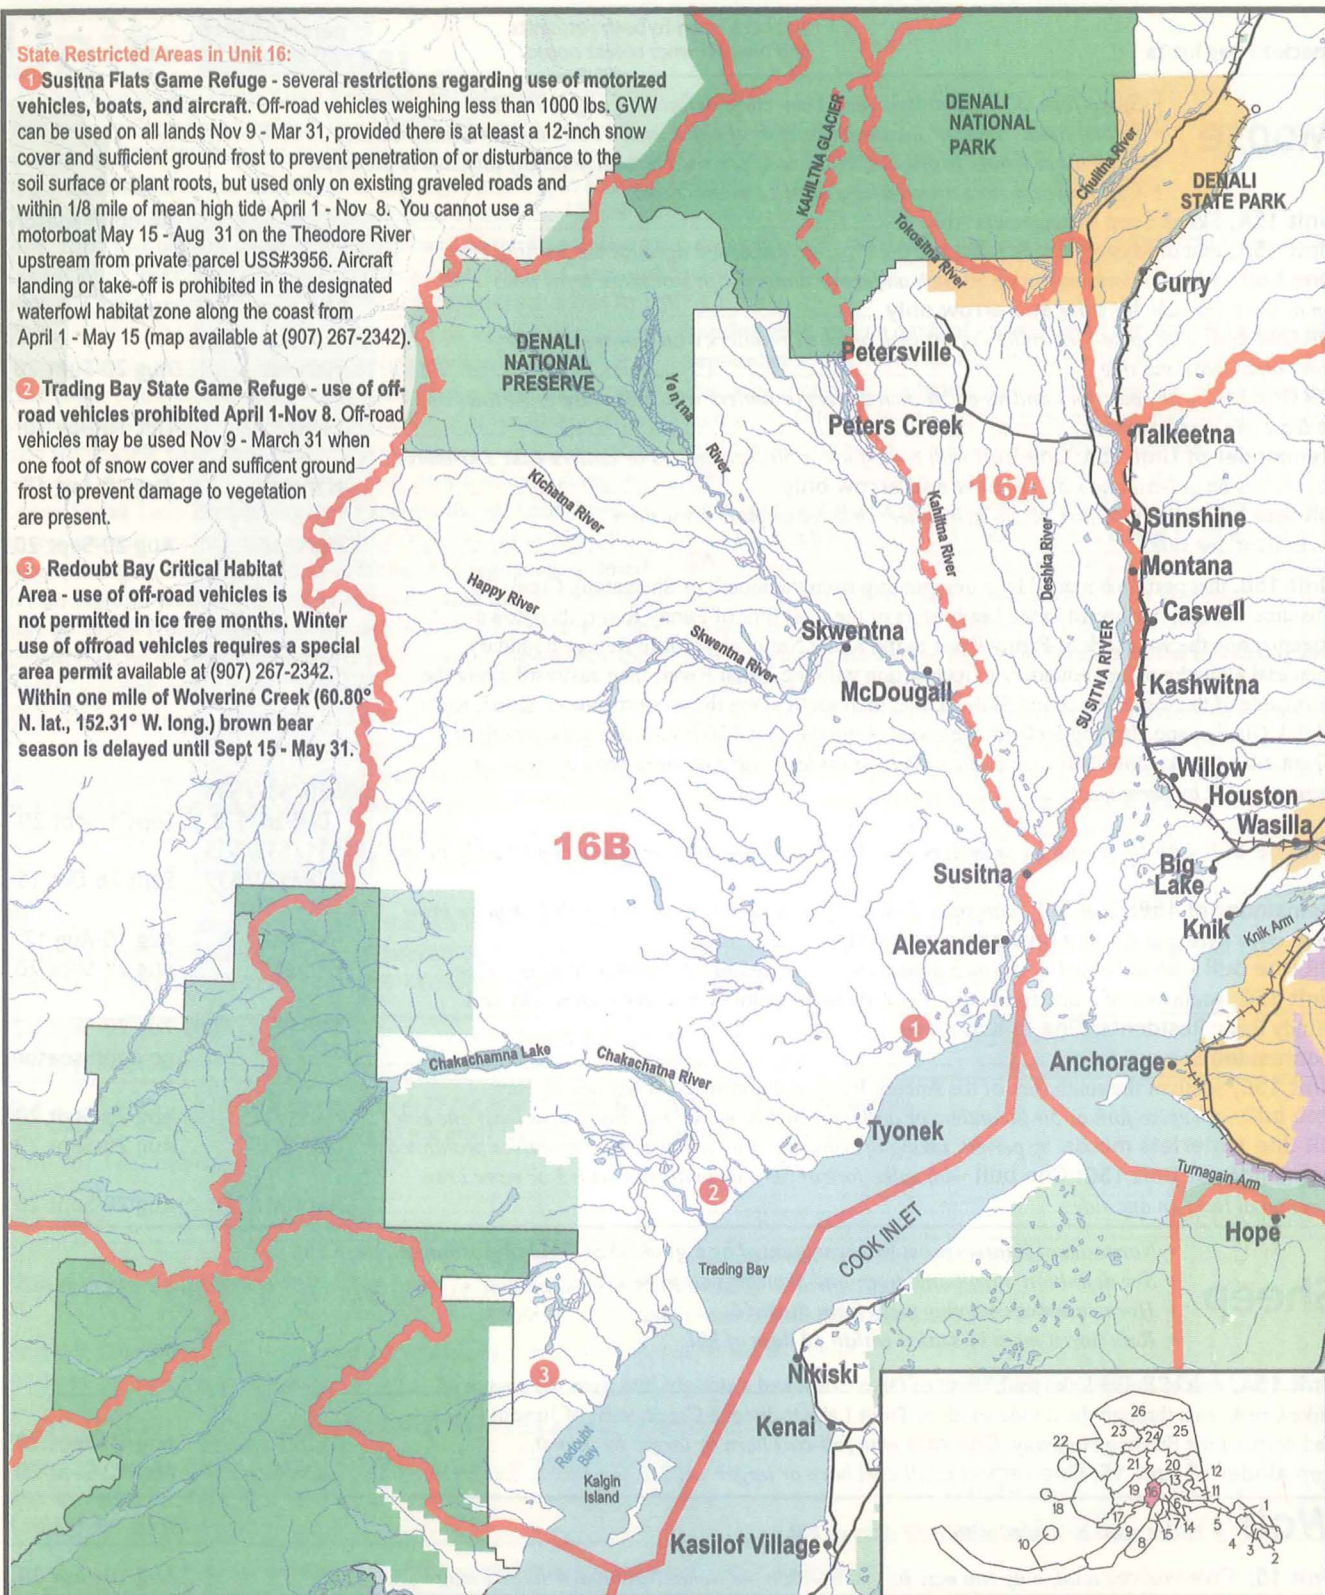 State Restricted Areas in Unit 16:
1 Susitna Flats Game Refuge - several restrictions regarding use of motorized
vehicles, boats, and aircraft. Off-road vehicles weighing less than 1000 lbs. GVW
can be used on all lands Nov 9 - Mar 31, provided there is at least a 12-inch snow
cover and sufficient ground frost to prevent penetration of or disturbance to the
soil surface or plant roots, but used only on existing graveled roads and
within 1/8 mile of mean high tide April 1 - Nov 8. You cannot use a
motorboat May 15 - Aug 31 on the Theodore River
upstream from private parcel USS#3956. Aircraft
landing or take-off is prohibited in the designated
waterfowl habitat zone along the coast from
April 1 - May 15 (map available at (907) 267-2342).
2 Trading Bay State Game Refuge - use of off-
road vehicles prohibited April 1-Nov 8. Off-road
vehicles may be used Nov 9 - March 31 when
one foot of snow cover and sufficent ground
frost to prevent damage to vegetation
are present.
3 Redoubt Bay Critical Habitat
Area - use of off-road vehicles is
not permitted in ice free months. Winter
use of offroad vehicles requires a special
area permit available at (907) 267-2342.
Within one mile of Wolverine Creek (60.80°
N. lat., 152.31° W. long.) brown bear
season is delayed until Sept 15 - May 31.
KAHILTNA GLACIER
DENALI
NATIONAL
PARK
Chulitna River
DENALI
STATE PARK
Tokositna River
Curry
DENALI
NATIONAL
PRESERVE
Yentna
River
Petersville
Peters Creek
Talkeetna
16A
Kichatna River
Kahiltna River
Deshka River
Sunshine
Montana
Happy River
Skwentna River
Skwentna
Caswell
McDougall
SUSITNA RIVER
Kashwitna
Willow
Houston
Wasilla
16B
Big
Lake
Susitna
Knik
Knik Arm
Alexander
1
Chakachamna Lake
Chakachatna River
Anchorage
Tyonek
Turnagain Arm
2
Hope
COOK INLET
Trading Bay
3
Nikiski
Kenai
Redoubt
Bay
Kalgin
Island
Kasilof Village
26
23
24
25
22
21
20
12
13
11
19
16
18
17
6
7
14
5
1
10
9
8
15
4
3
2